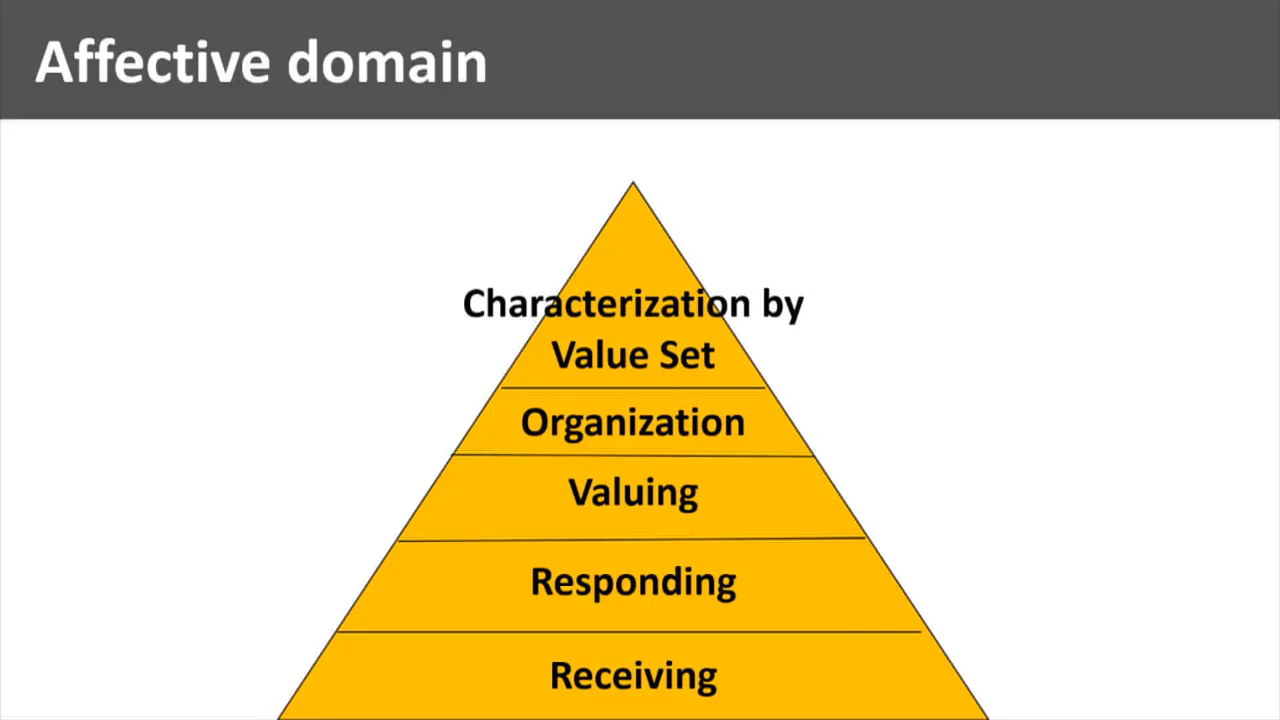 Affective domain
Characterization by
Value Set
Organization
Valuing
Responding
Receiving